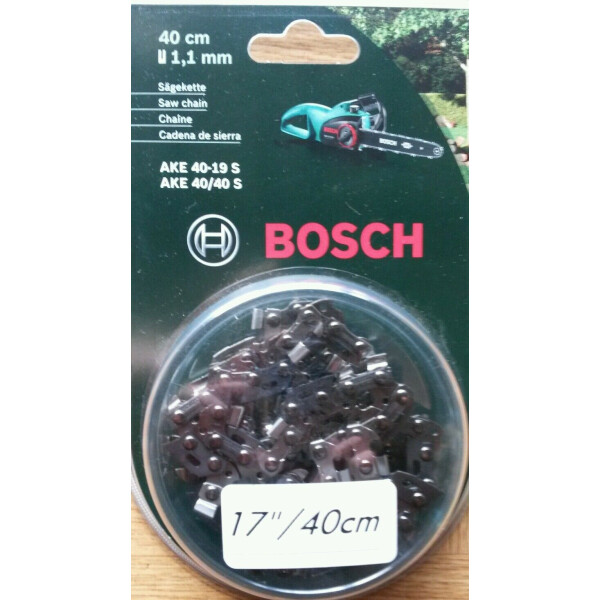 40 cm
1,1 mm
Sägekette
Saw chain
Chaîne
Cadena de sierra
AKE 40-19 S
AKE 40/40 S
BOSCH
BOSCH
17"/40cm